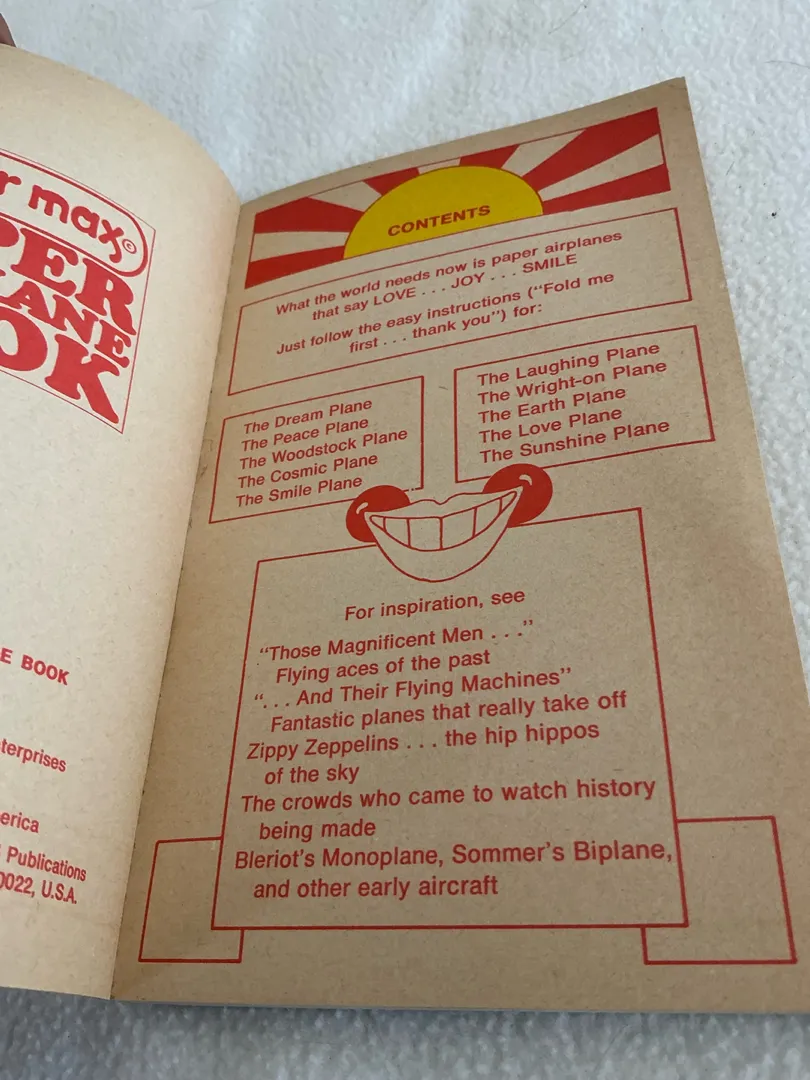 max©
PER
LANE
OK
E BOOK
terprises
erica
Publications
0022, U.S.A.
CONTENTS
What the world needs now is paper airplanes
that say LOVE . . . JOY . . . SMILE
Just follow the easy instructions (“Fold me
first . . . thank you”) for:
The Dream Plane
The Peace Plane
The Woodstock Plane
The Cosmic Plane
The Smile Plane
The Laughing Plane
The Wright-on Plane
The Earth Plane
The Love Plane
The Sunshine Plane
For inspiration, see
“Those Magnificent Men . . .”
Flying aces of the past
“. . . And Their Flying Machines”
Fantastic planes that really take off
Zippy Zeppelins . . . the hip hippos
of the sky
The crowds who came to watch history
being made
Bleriot’s Monoplane, Sommer’s Biplane,
and other early aircraft